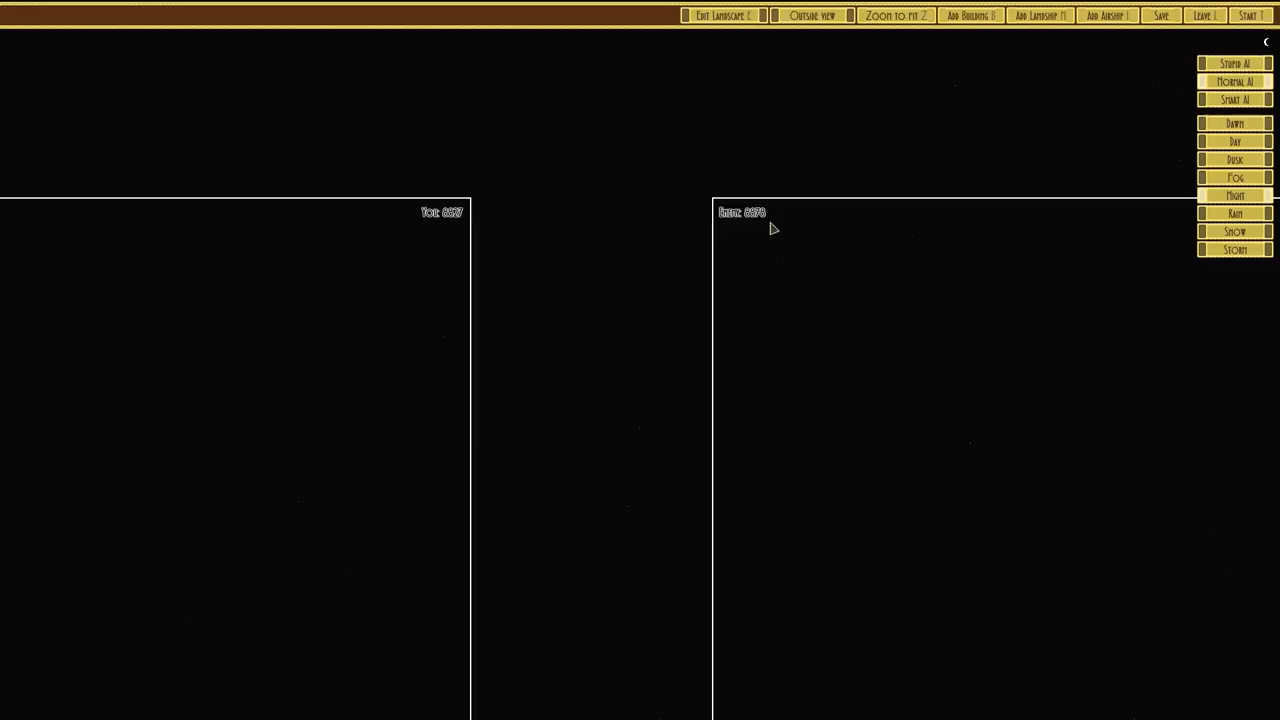 Edit Landscape E Outside view Zoom to fit Z Add Building B Add Landship N Add Airship I Save Leave L Start T
Stupid AI
Normal AI
Smart AI
Dawn
Day
Dusk
Fog
Night
Rain
Snow
Storm
You:
Enemy: